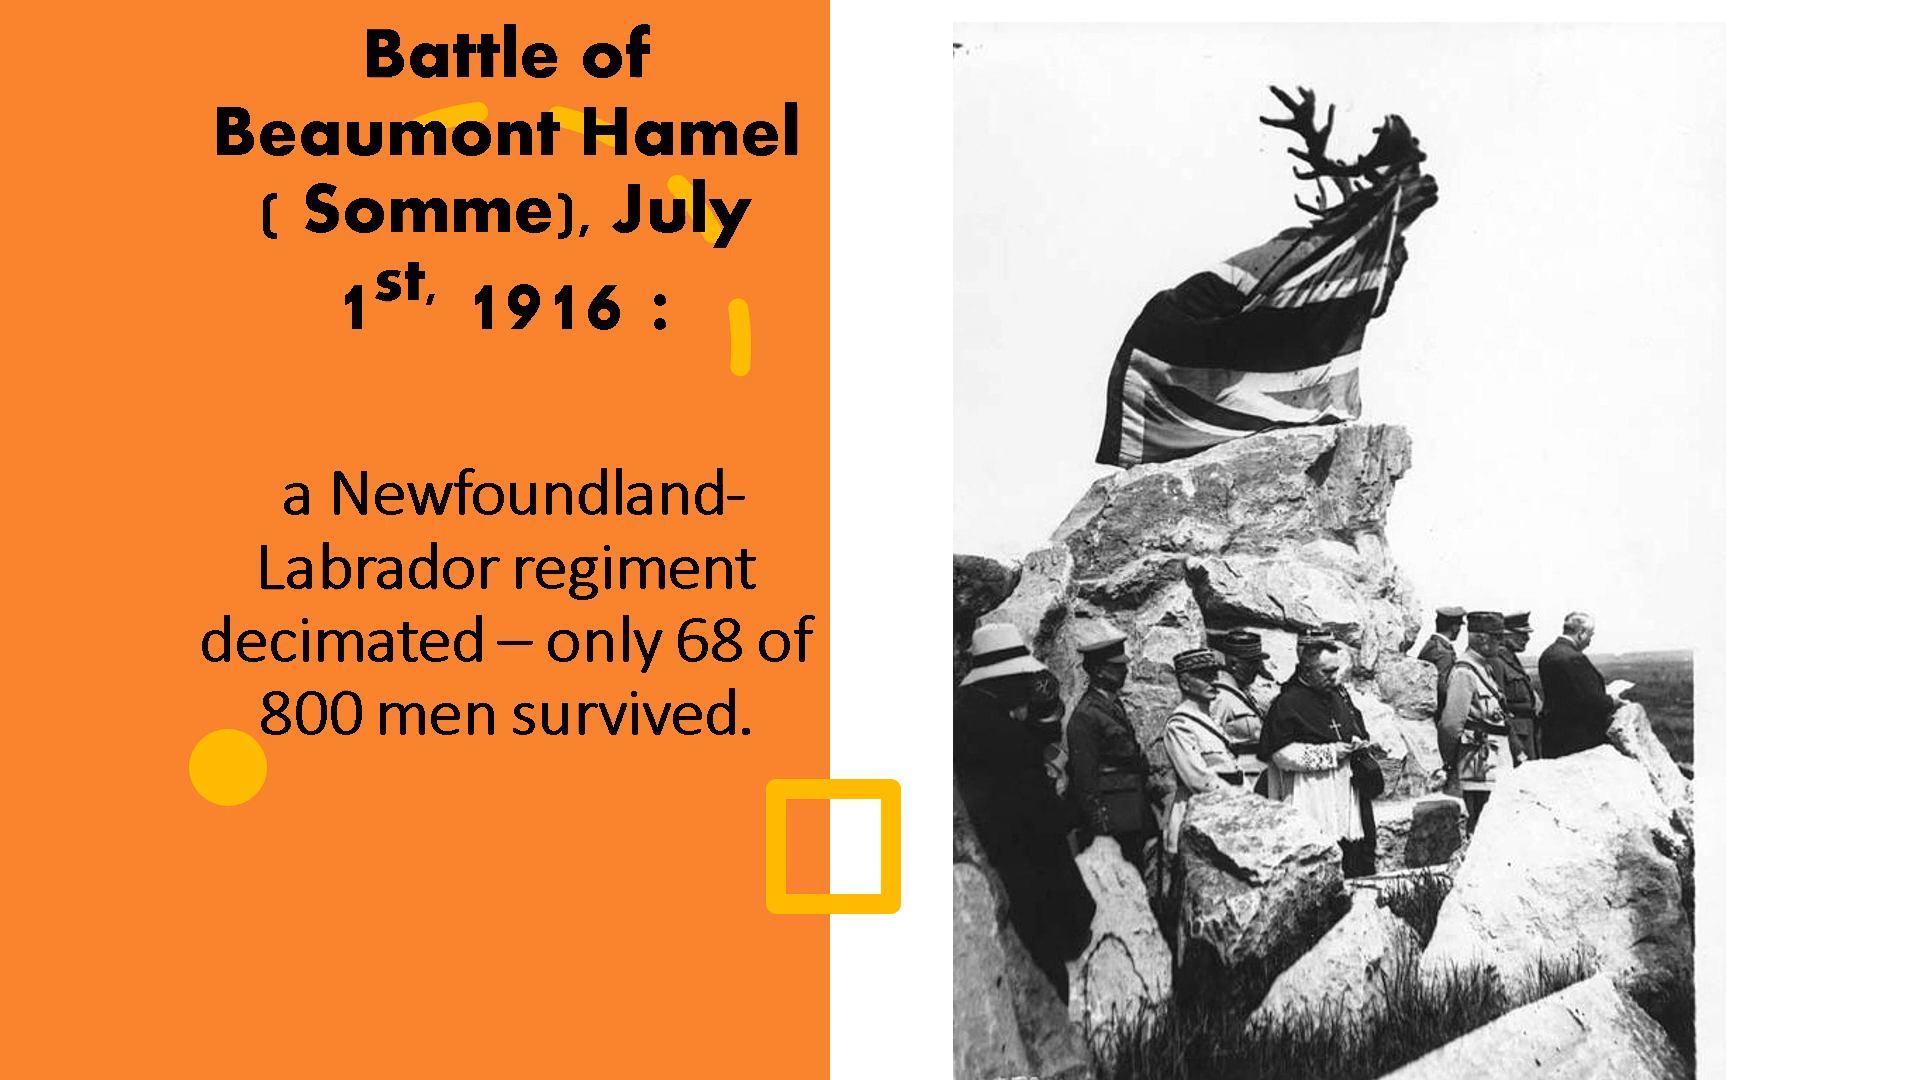 Battle of
Beaumont Hamel
( Somme), July
1st, 1916 :
a Newfoundland-
Labrador regiment
decimated – only 68 of
800 men survived.